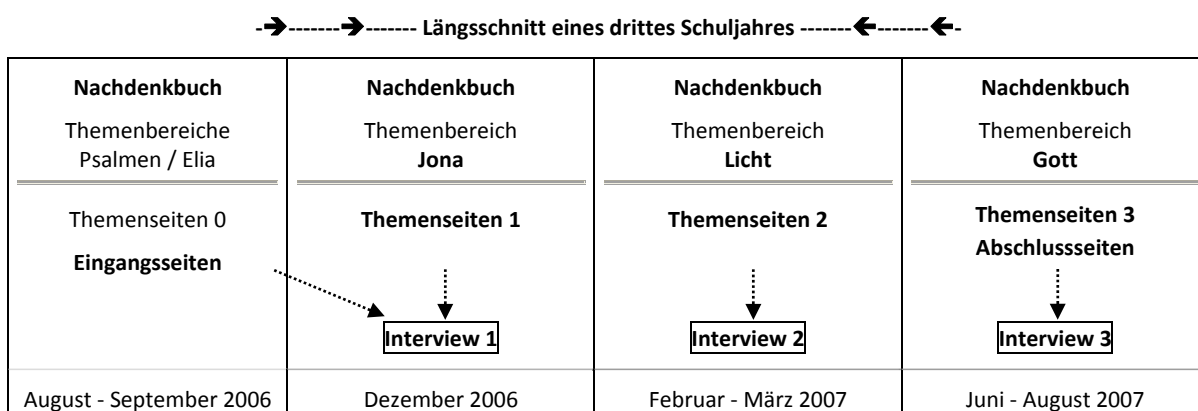 -➔-------➔------- Längsschnitt eines drittes Schuljahres -------🡸-------🡸-
Nachdenkbuch
Themenbereiche
Psalmen / Elia
Themenseiten 0
Eingangsseiten
August - September 2006
Nachdenkbuch
Themenbereich
Jona
Themenseiten 1
Interview 1
Dezember 2006
Nachdenkbuch
Themenbereich
Licht
Themenseiten 2
Interview 2
Februar - März 2007
Nachdenkbuch
Themenbereich
Gott
Themenseiten 3
Abschlussseiten
Interview 3
Juni - August 2007